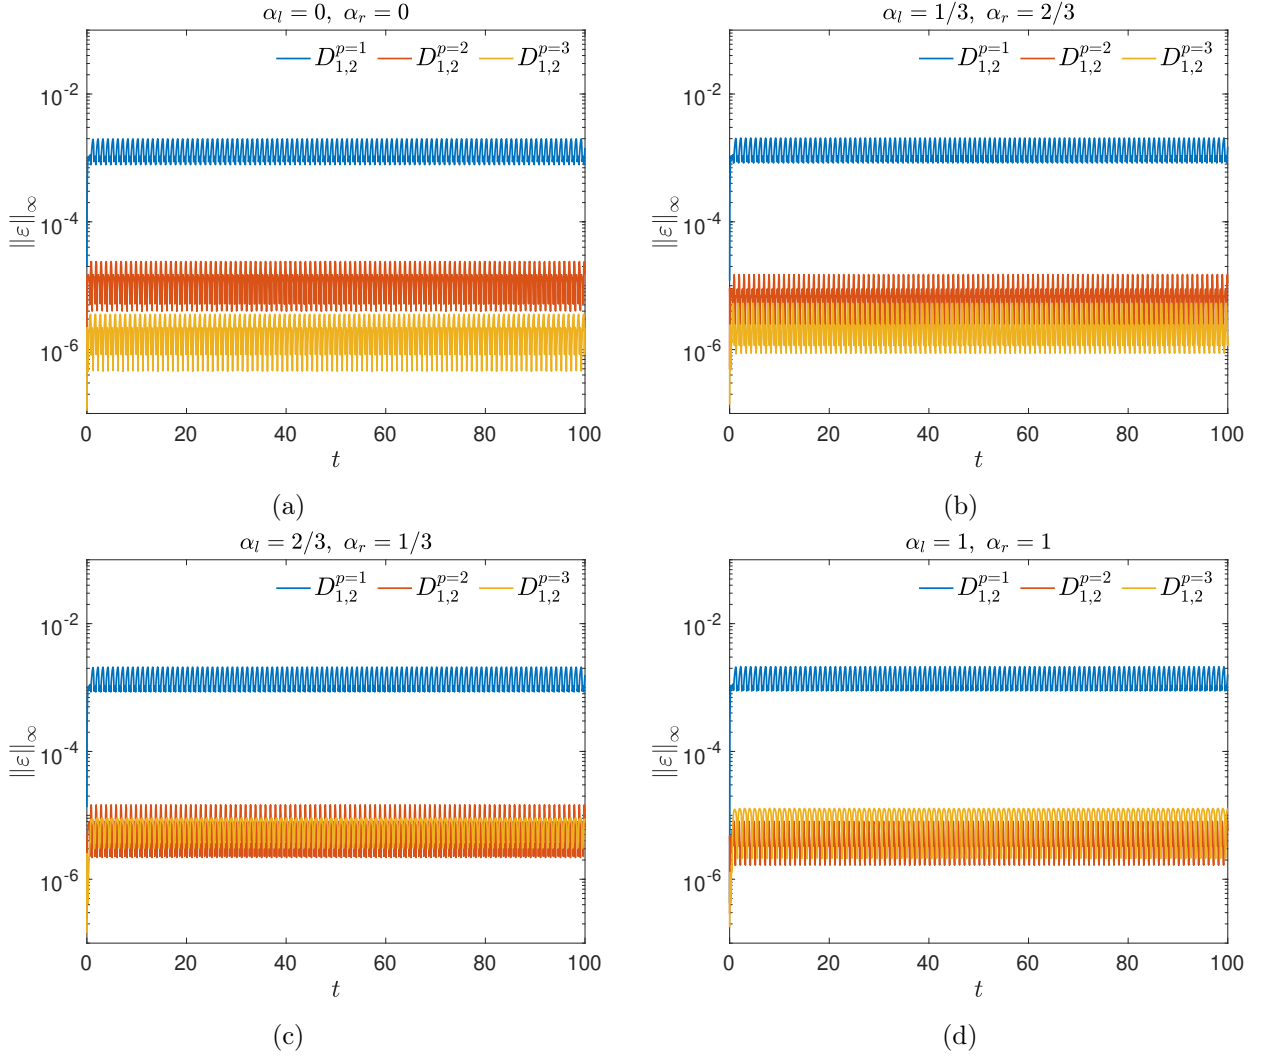 α_l = 0, α_r = 0
D_{1,2}^{p=1} D_{1,2}^{p=2} D_{1,2}^{p=3}
10^{-2}
10^{-4}
10^{-6}
‖ε‖_∞
0 20 40 60 80 100
t
(a)
α_l = 1/3, α_r = 2/3
D_{1,2}^{p=1} D_{1,2}^{p=2} D_{1,2}^{p=3}
10^{-2}
10^{-4}
10^{-6}
‖ε‖_∞
0 20 40 60 80 100
t
(b)
α_l = 2/3, α_r = 1/3
D_{1,2}^{p=1} D_{1,2}^{p=2} D_{1,2}^{p=3}
10^{-2}
10^{-4}
10^{-6}
‖ε‖_∞
0 20 40 60 80 100
t
(c)
α_l = 1, α_r = 1
D_{1,2}^{p=1} D_{1,2}^{p=2} D_{1,2}^{p=3}
10^{-2}
10^{-4}
10^{-6}
‖ε‖_∞
0 20 40 60 80 100
t
(d)